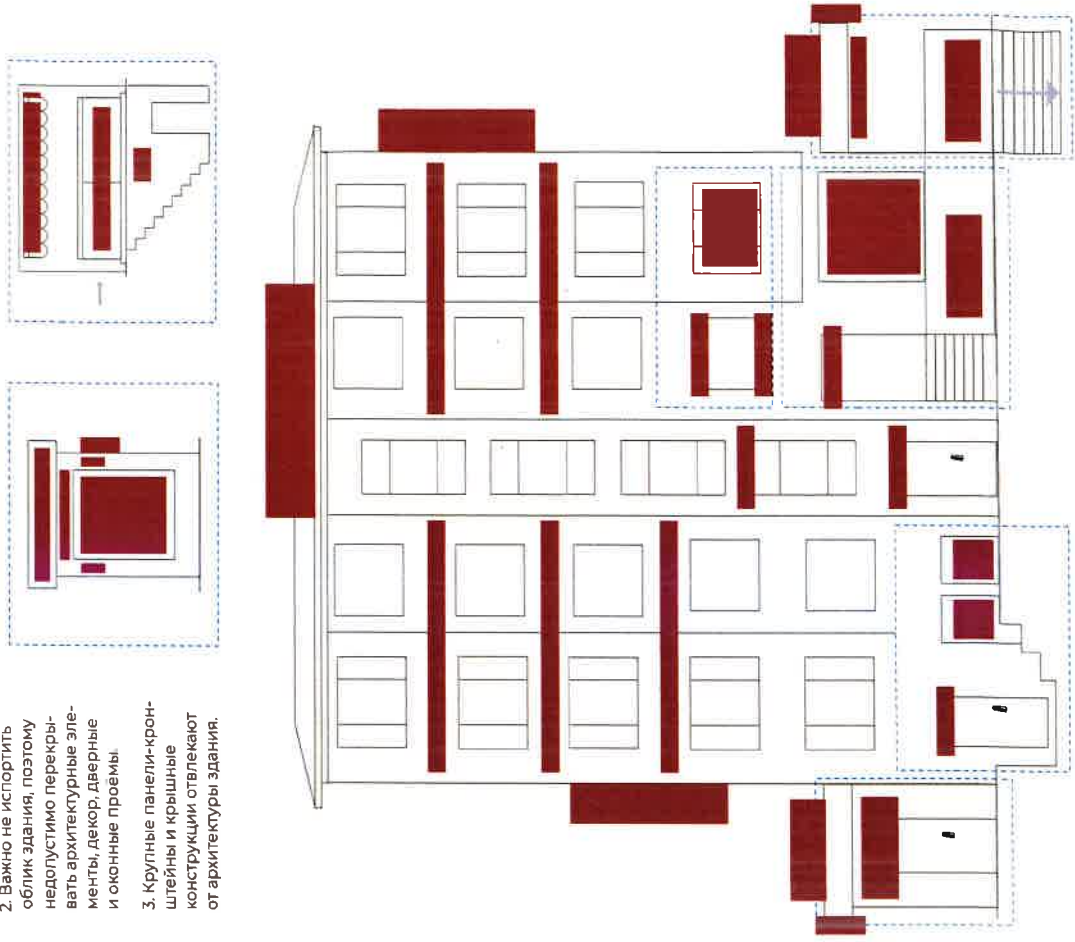 2. Важно не испортить
облик здания, поэтому
недопустимо перекры-
вать архитектурные эле-
менты, декор, дверные
и оконные проёмы.
3. Крупные панели-крон-
штейны и крышные
конструкции отвлекают
от архитектуры здания.